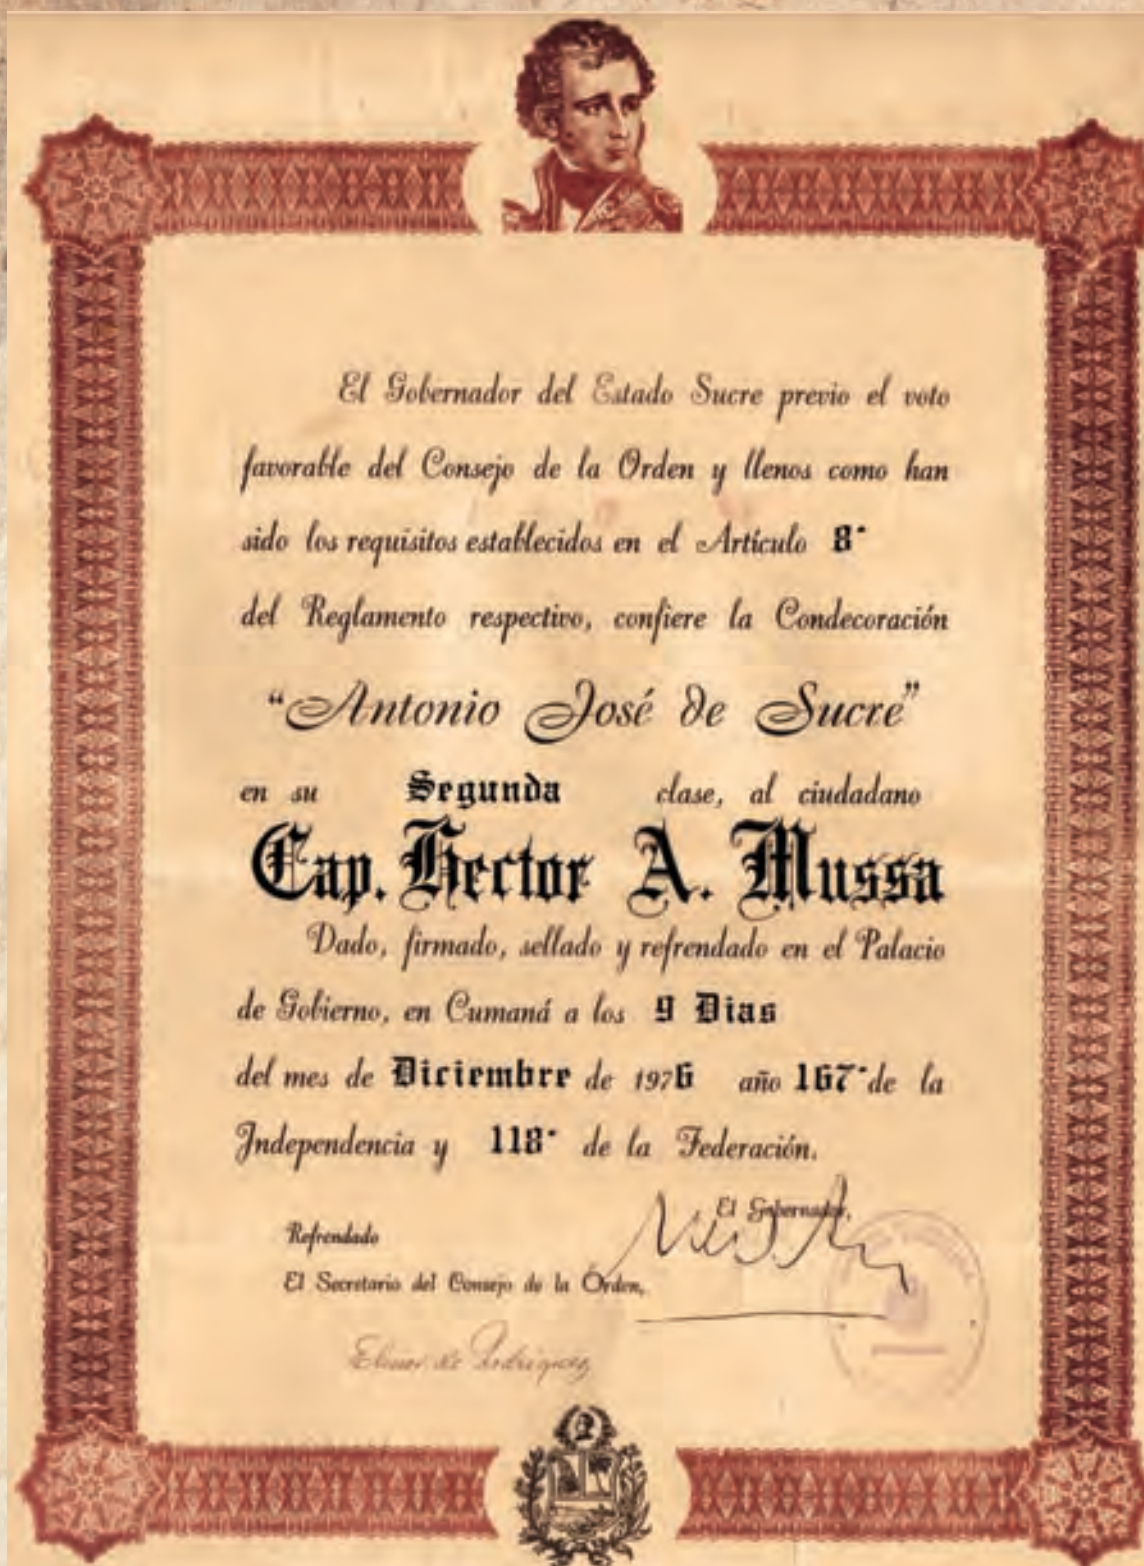 El Gobernador del Estado Sucre previo el voto
favorable del Consejo de la Orden y llenos como han
sido los requisitos establecidos en el Artículo 8°
del Reglamento respectivo, confiere la Condecoración
“Antonio José de Sucre”
en su Segunda clase, al ciudadano
Cap. Hector A. Mussa
Dado, firmado, sellado y refrendado en el Palacio
de Gobierno, en Cumaná a los 9 Dias
del mes de Diciembre de 1976 año 167° de la
Independencia y 118° de la Federación.
El Gobernador,
Refrendado
El Secretario del Consejo de la Orden,
de Rodriguez